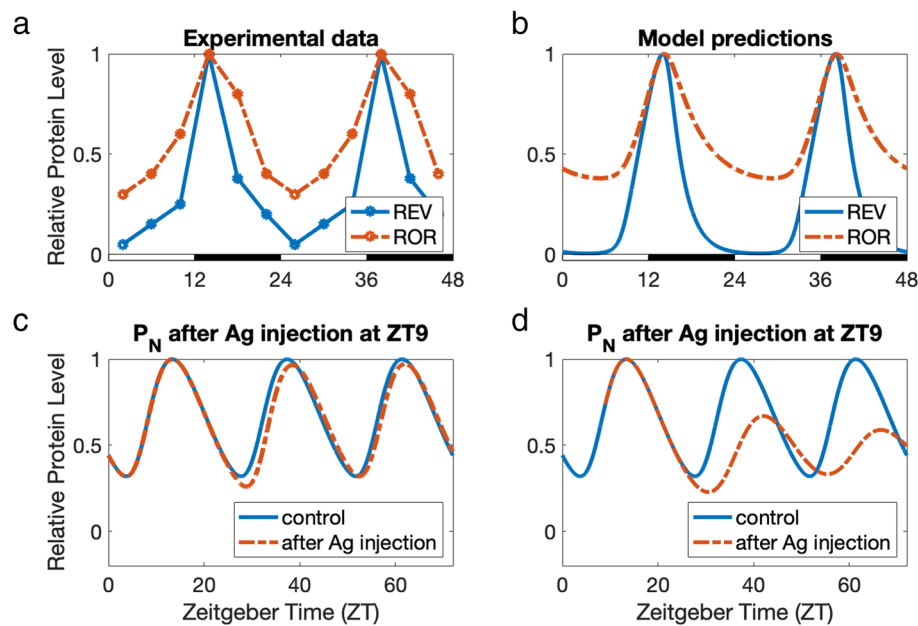 a
Experimental data
Relative Protein Level
1
0.5
0
0
12
24
36
48
REV
ROR
b
Model predictions
1
0.5
0
0
12
24
36
48
REV
ROR
c
P_N after Ag injection at ZT9
Relative Protein Level
1
0.5
0
0
20
40
60
control
after Ag injection
Zeitgeber Time (ZT)
d
P_N after Ag injection at ZT9
1
0.5
0
0
20
40
60
control
after Ag injection
Zeitgeber Time (ZT)